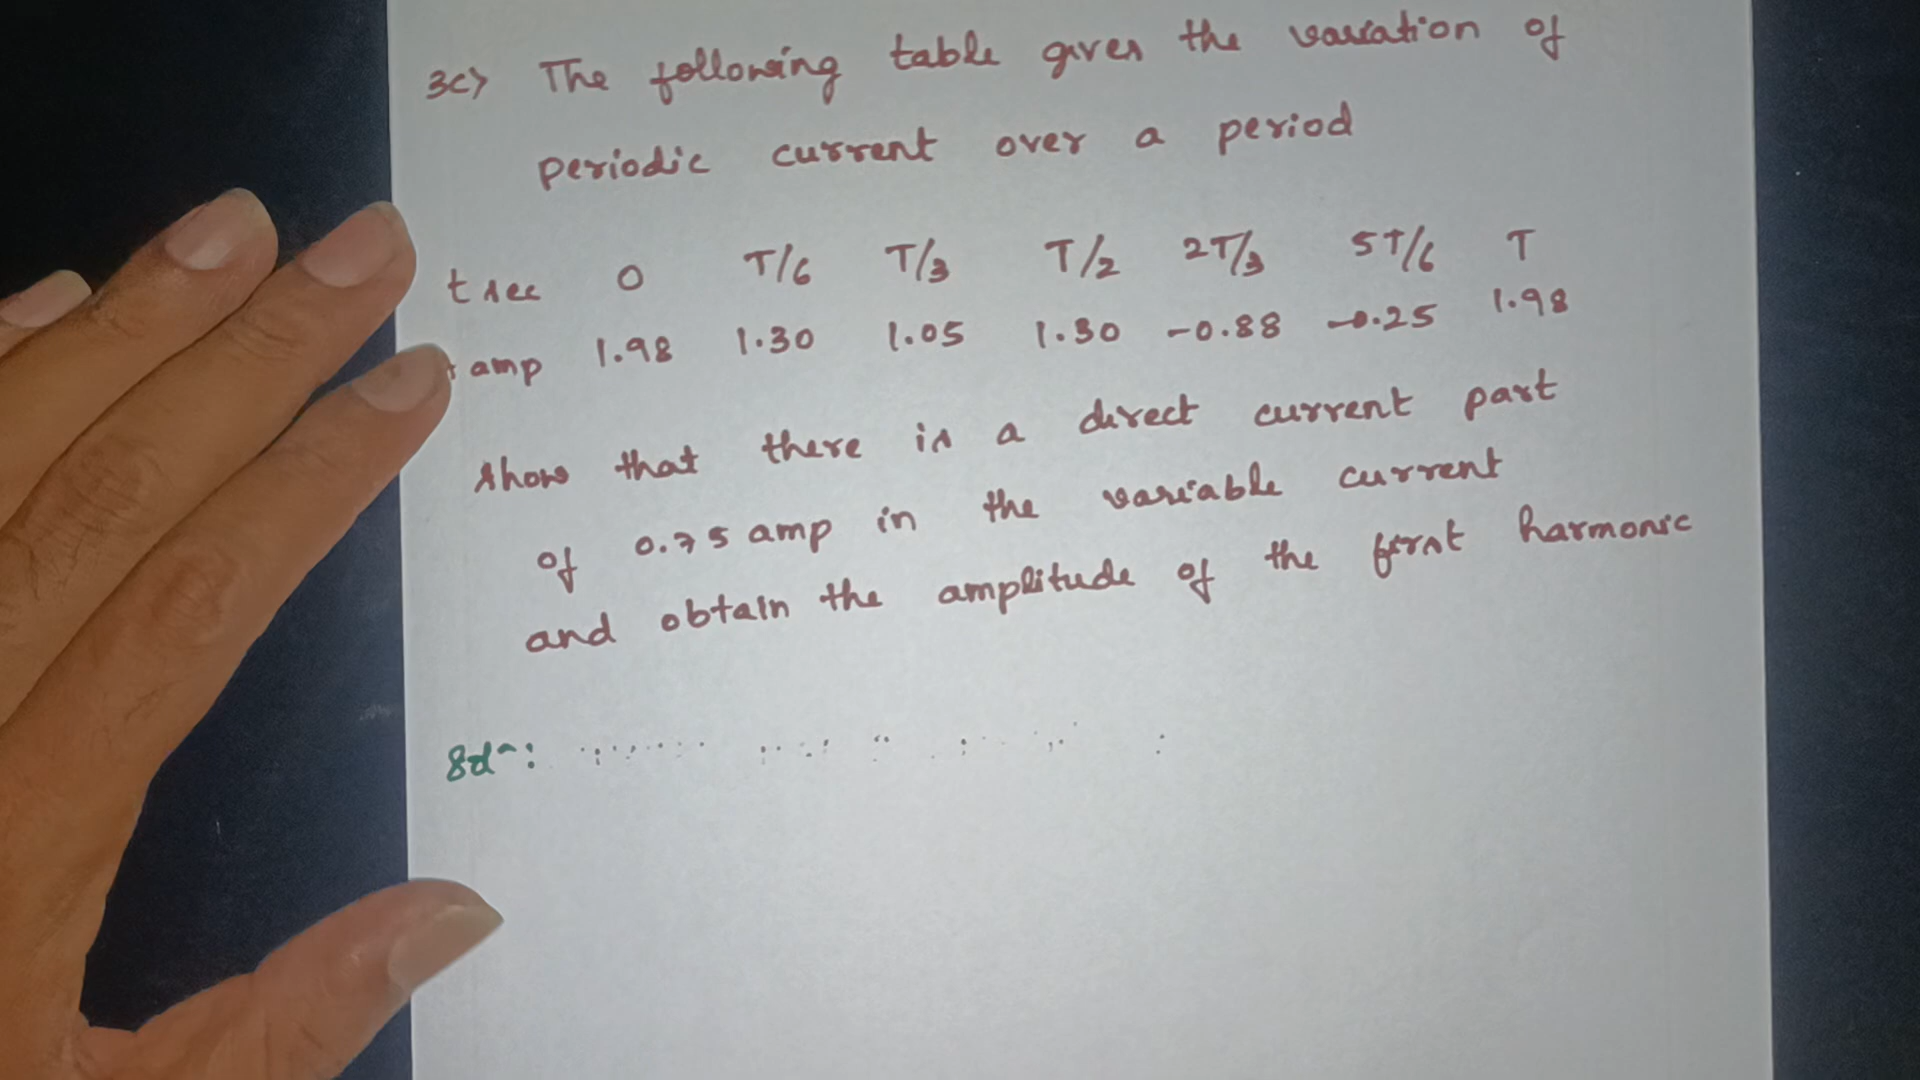 3c> The following table gives the variation of
periodic current over a period
t sec 0 T/6 T/3 T/2 2T/3 5T/6 T
amp 1.98 1.30 1.05 1.30 -0.88 -0.25 1.98
show that there is a direct current part
of 0.75 amp in the variable current
and obtain the amplitude of the first harmonic
Soln: